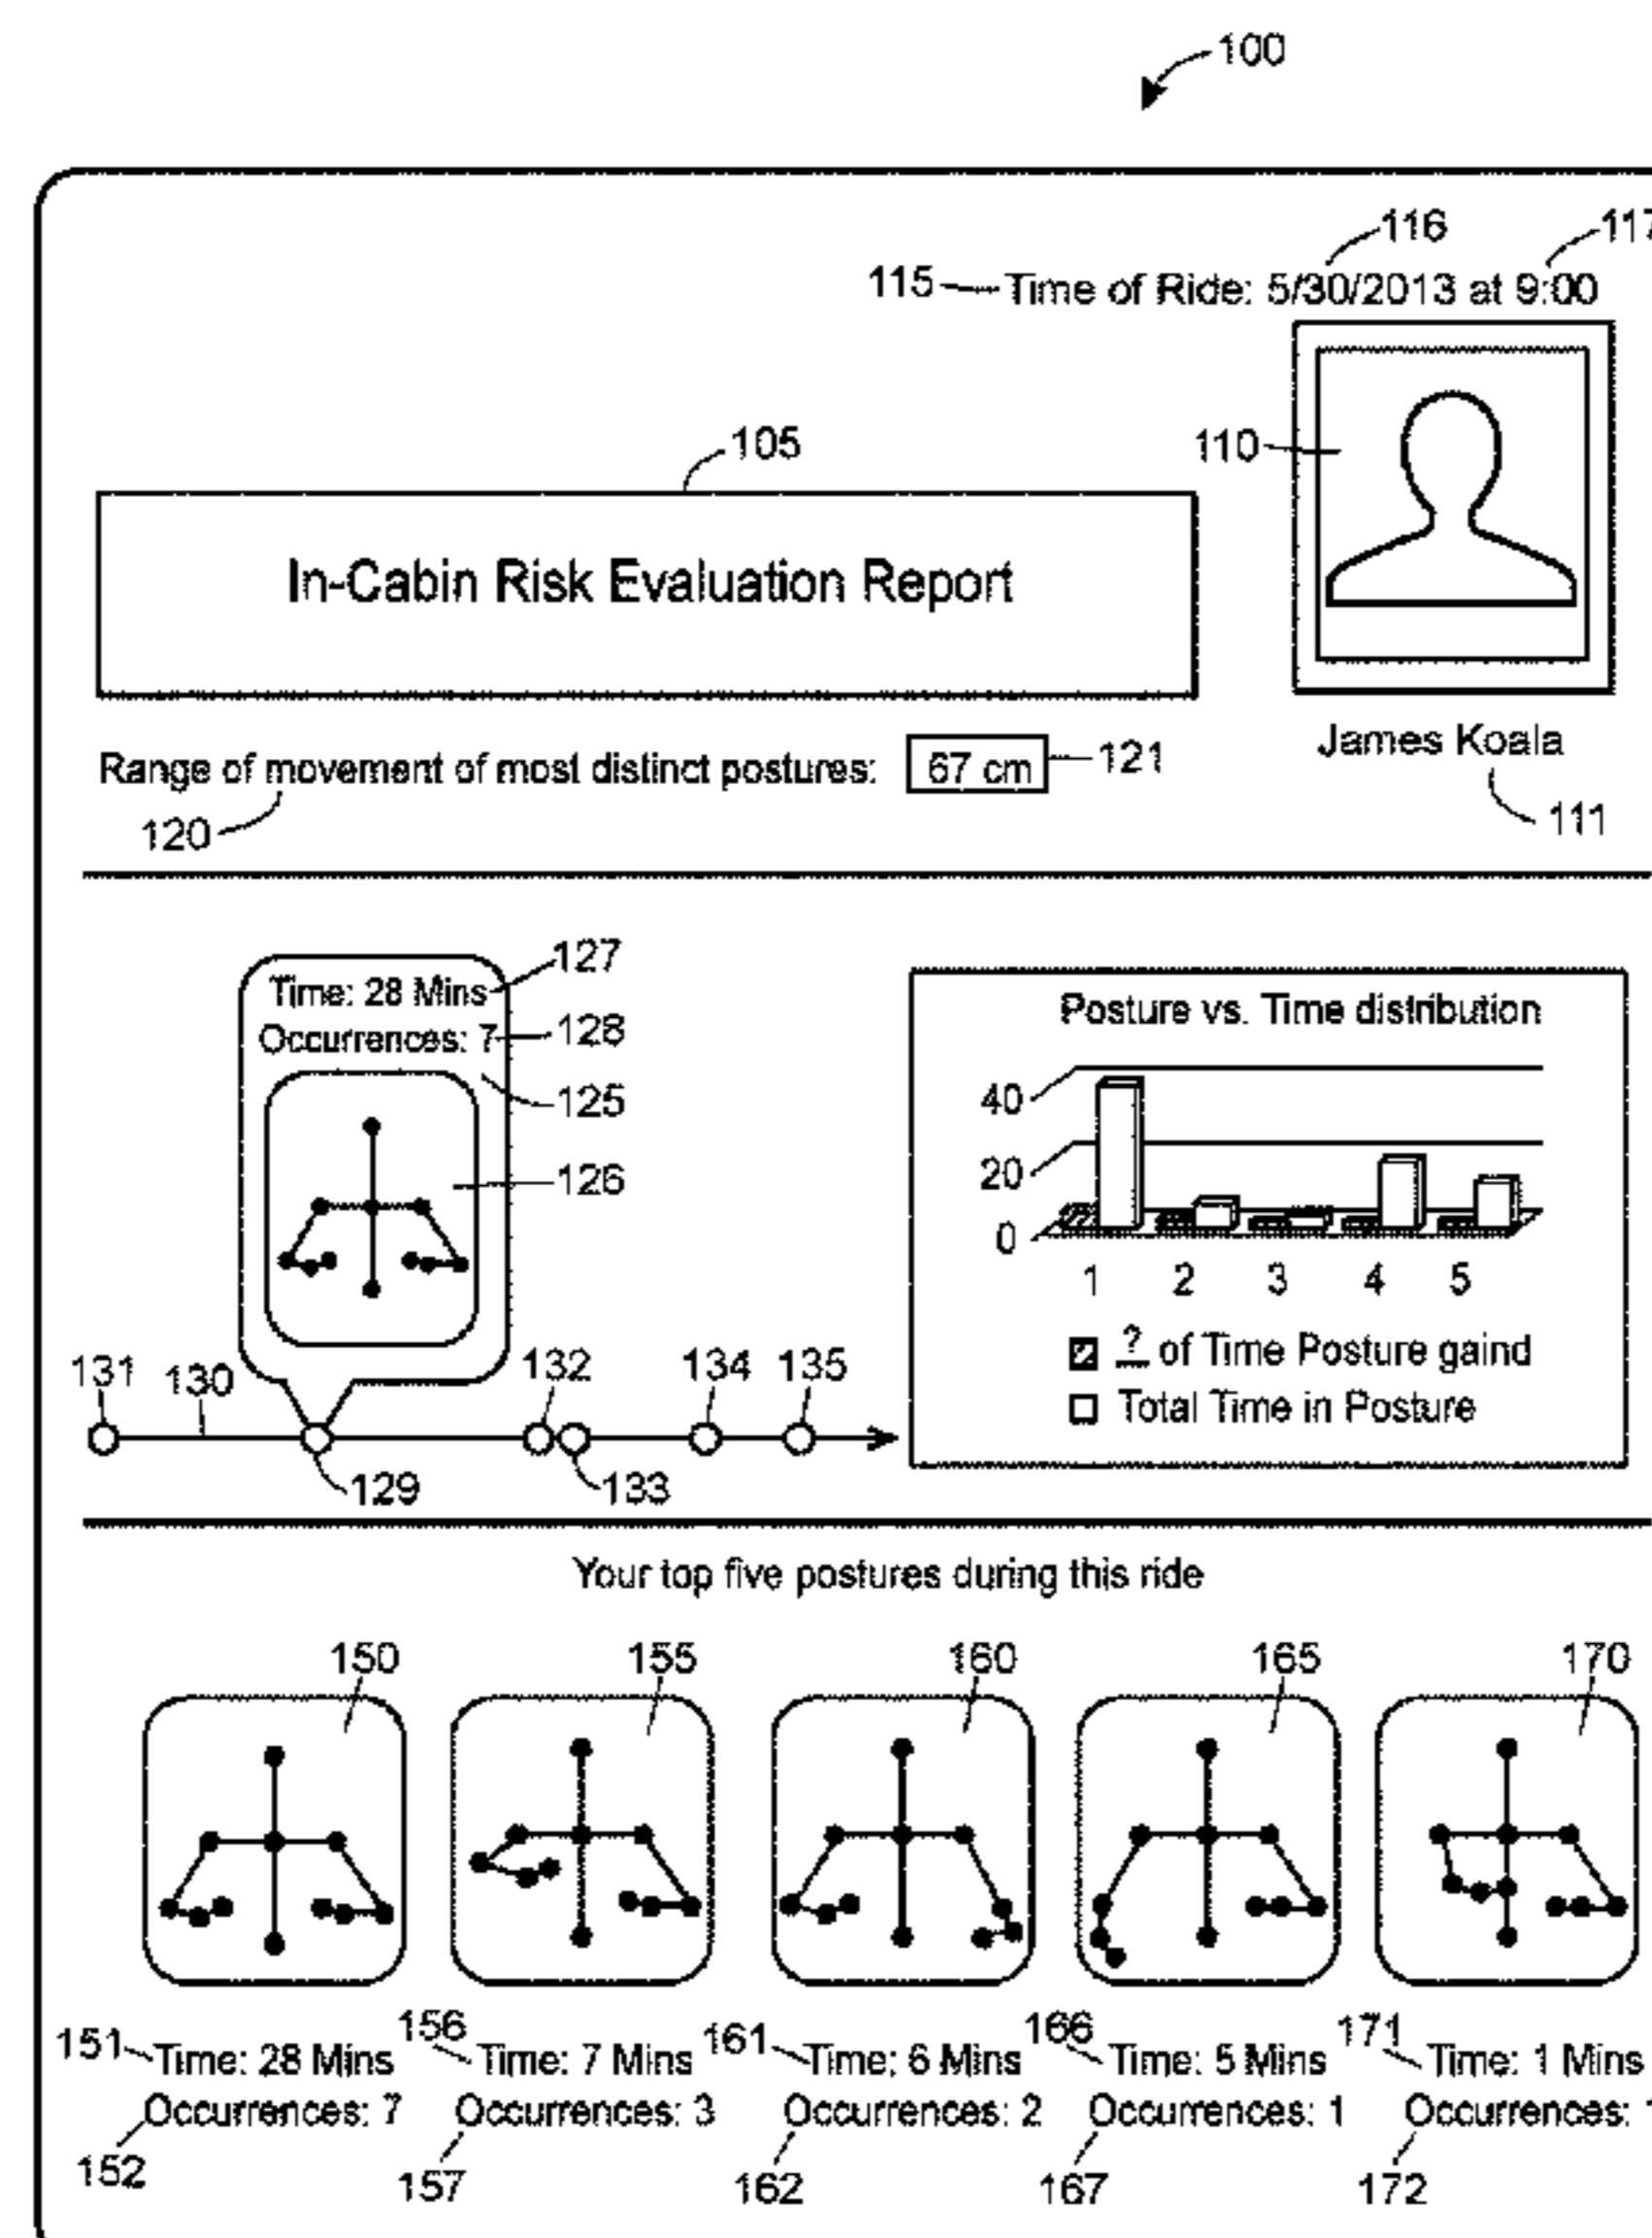 100
116
117
115 Time of Ride: 5/30/2013 at 9:00
105
110
In-Cabin Risk Evaluation Report
James Koala
111
Range of movement of most distinct postures: 67 cm 121
120
Time: 28 Mins 127
Occurrences: 7 128
125
126
131 130 132 134 135
129 133
Posture vs. Time distribution
40
20
0
1 2 3 4 5
? of Time Posture gaind
Total Time in Posture
Your top five postures during this ride
150 155 160 165 170
151 Time: 28 Mins 156 Time: 7 Mins 161 Time: 6 Mins 166 Time: 5 Mins 171 Time: 1 Mins
Occurrences: 7 Occurrences: 3 Occurrences: 2 Occurrences: 1 Occurrences:
152 157 162 167 172